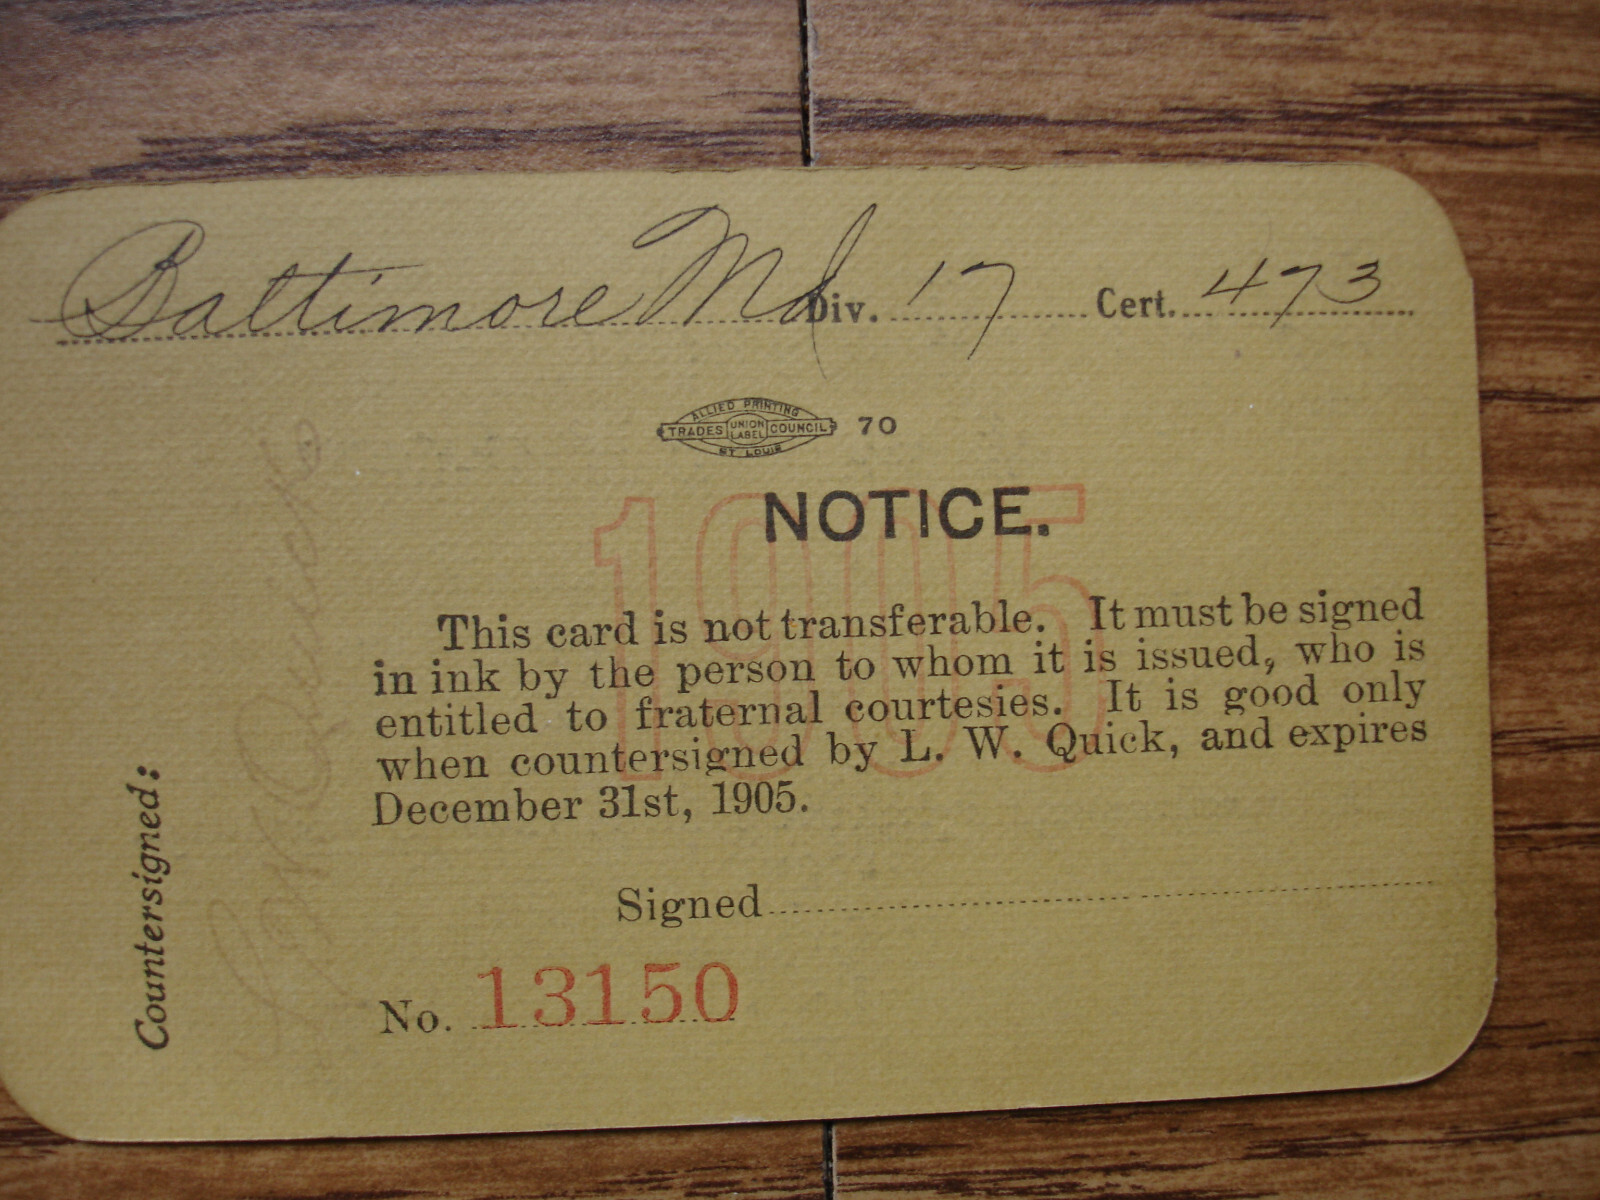 Baltimore Md Div. 17 Cert. 473
ALLIED PRINTING
TRADES UNION LABEL COUNCIL
ST LOUIS
70
1905
NOTICE.
This card is not transferable. It must be signed
in ink by the person to whom it is issued, who is
entitled to fraternal courtesies. It is good only
when countersigned by L. W. Quick, and expires
December 31st, 1905.
Signed
No. 13150
Countersigned:
L. W. Quick